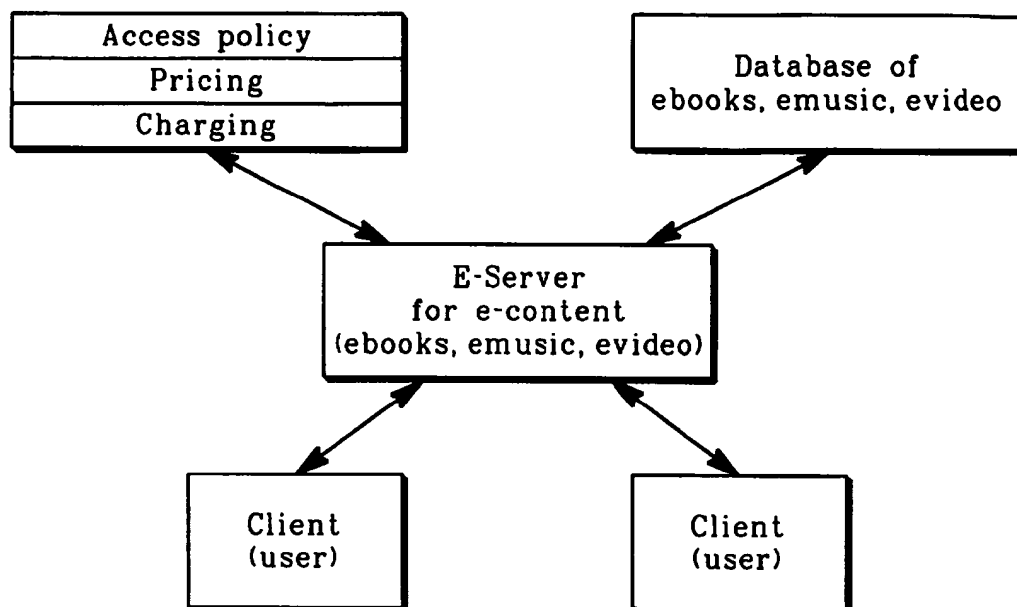 Access policy
Pricing
Charging
Database of
ebooks, emusic, evideo
E-Server
for e-content
(ebooks, emusic, evideo)
Client
(user)
Client
(user)